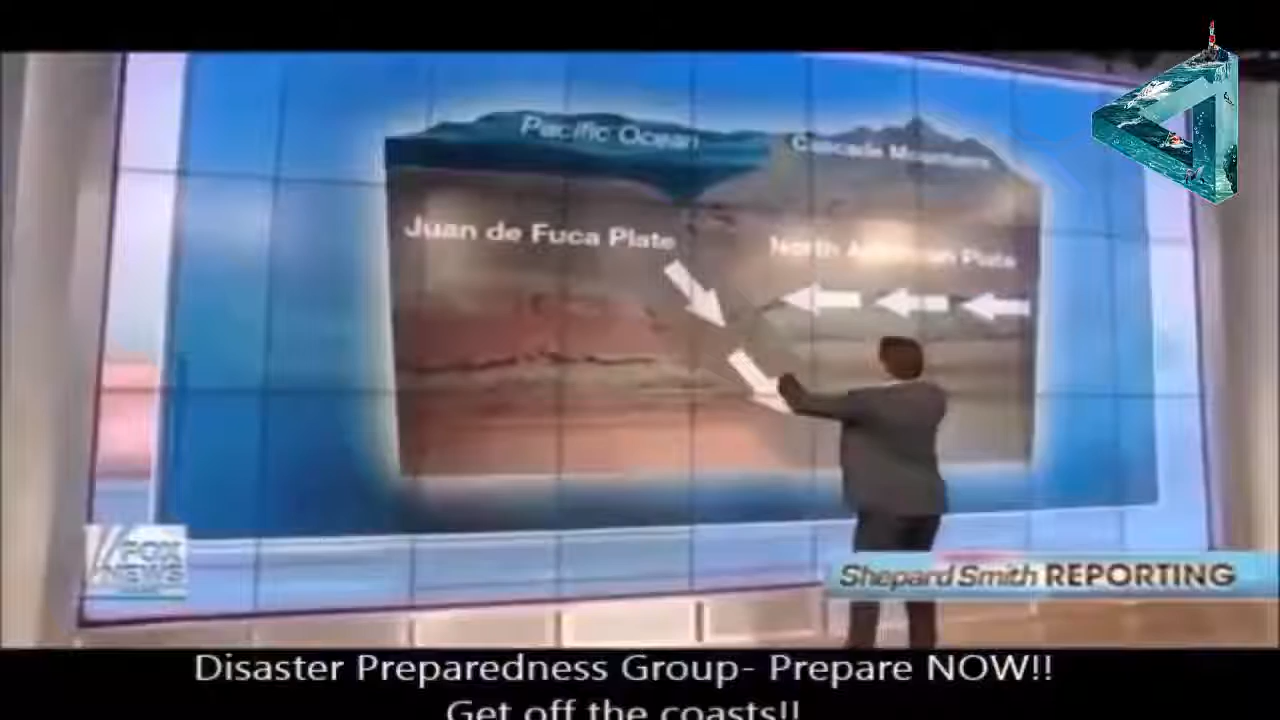 Pacific Ocean
Cascade Mountains
Juan de Fuca Plate
North American Plate
FOX
NEWS
Shepard Smith REPORTING
Disaster Preparedness Group- Prepare NOW!!
Get off the coasts!!